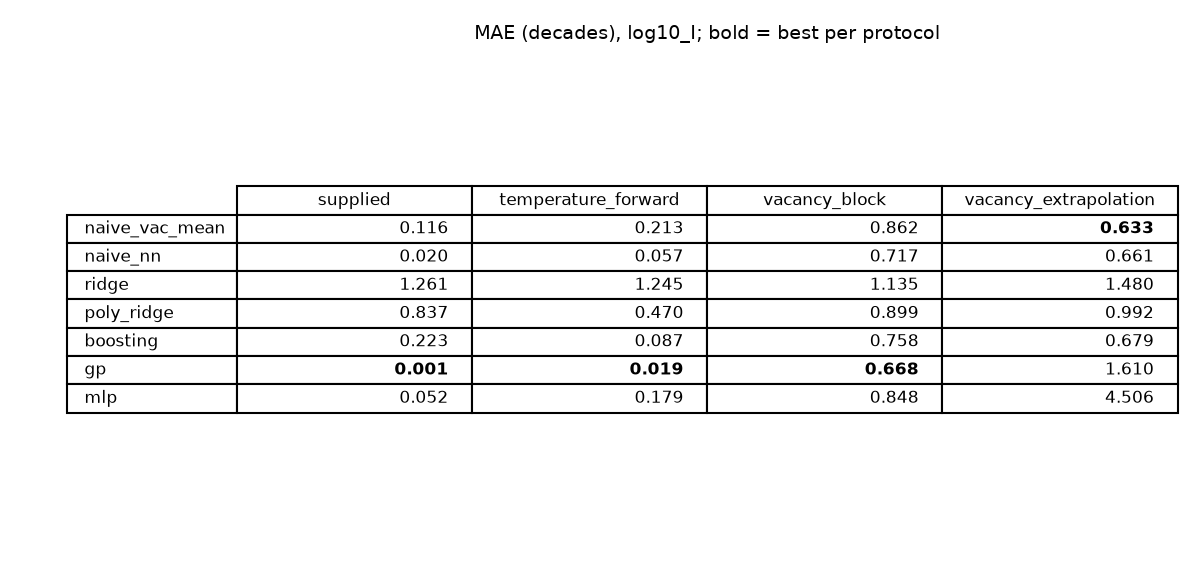 MAE (decades), log10_I; bold = best per protocol
supplied temperature_forward vacancy_block vacancy_extrapolation
naive_vac_mean 0.116 0.213 0.862 0.633
naive_nn 0.020 0.057 0.717 0.661
ridge 1.261 1.245 1.135 1.480
poly_ridge 0.837 0.470 0.899 0.992
boosting 0.223 0.087 0.758 0.679
gp 0.001 0.019 0.668 1.610
mlp 0.052 0.179 0.848 4.506